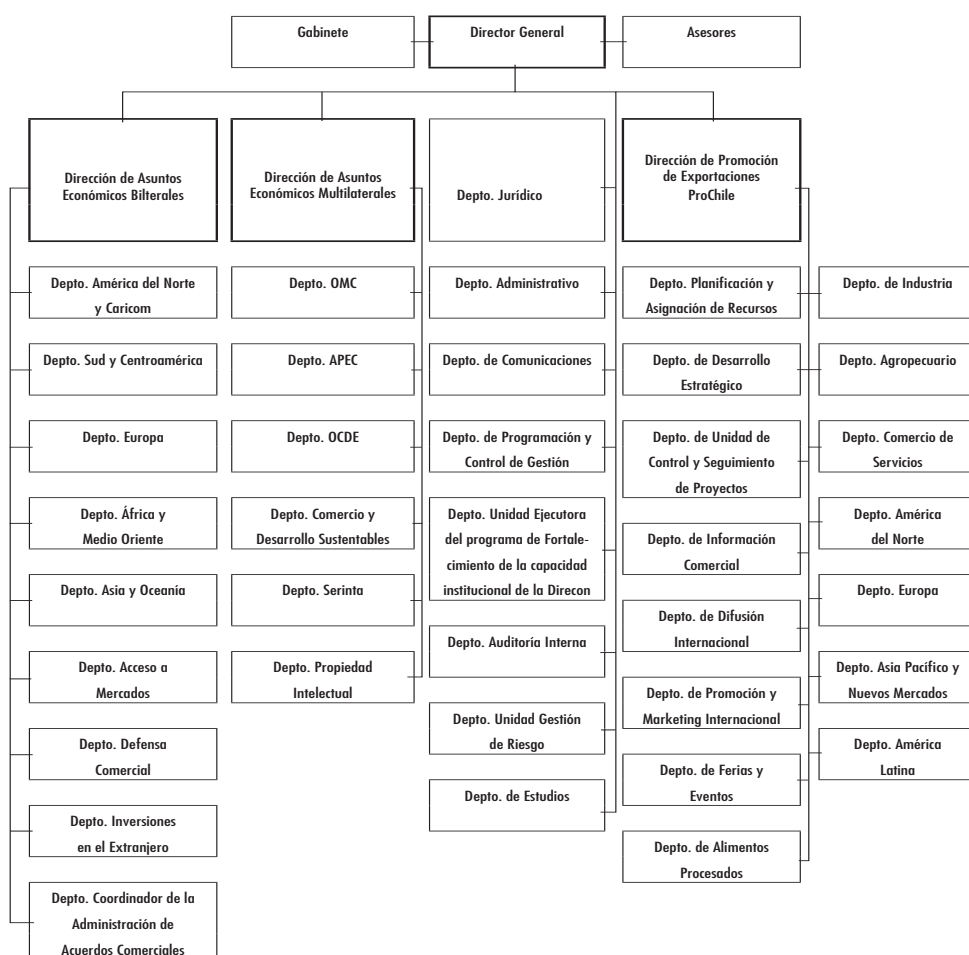 Gabinete
Director General
Asesores
Dirección de Asuntos
Económicos Bilterales
Dirección de Asuntos
Económicos Multilaterales
Depto. Jurídico
Dirección de Promoción
de Exportaciones
ProChile
Depto. América del Norte
y Caricom
Depto. Sud y Centroamérica
Depto. Europa
Depto. África y
Medio Oriente
Depto. Asia y Oceanía
Depto. Acceso a
Mercados
Depto. Defensa
Comercial
Depto. Inversiones
en el Extranjero
Depto. Coordinador de la
Administración de
Acuerdos Comerciales
Depto. OMC
Depto. APEC
Depto. OCDE
Depto. Comercio y
Desarrollo Sustentables
Depto. Serinta
Depto. Propiedad
Intelectual
Depto. Administrativo
Depto. de Comunicaciones
Depto. de Programación y
Control de Gestión
Depto. Unidad Ejecutora
del programa de Fortale-
cimiento de la capacidad
institucional de la Direcon
Depto. Auditoría Interna
Depto. Unidad Gestión
de Riesgo
Depto. de Estudios
Depto. Planificación y
Asignación de Recursos
Depto. de Desarrollo
Estratégico
Depto. de Unidad de
Control y Seguimiento
de Proyectos
Depto. de Información
Comercial
Depto. de Difusión
Internacional
Depto. de Promoción y
Marketing Internacional
Depto. de Ferias y
Eventos
Depto. de Alimentos
Procesados
Depto. de Industria
Depto. Agropecuario
Depto. Comercio de
Servicios
Depto. América
del Norte
Depto. Europa
Depto. Asia Pacífico y
Nuevos Mercados
Depto. América
Latina